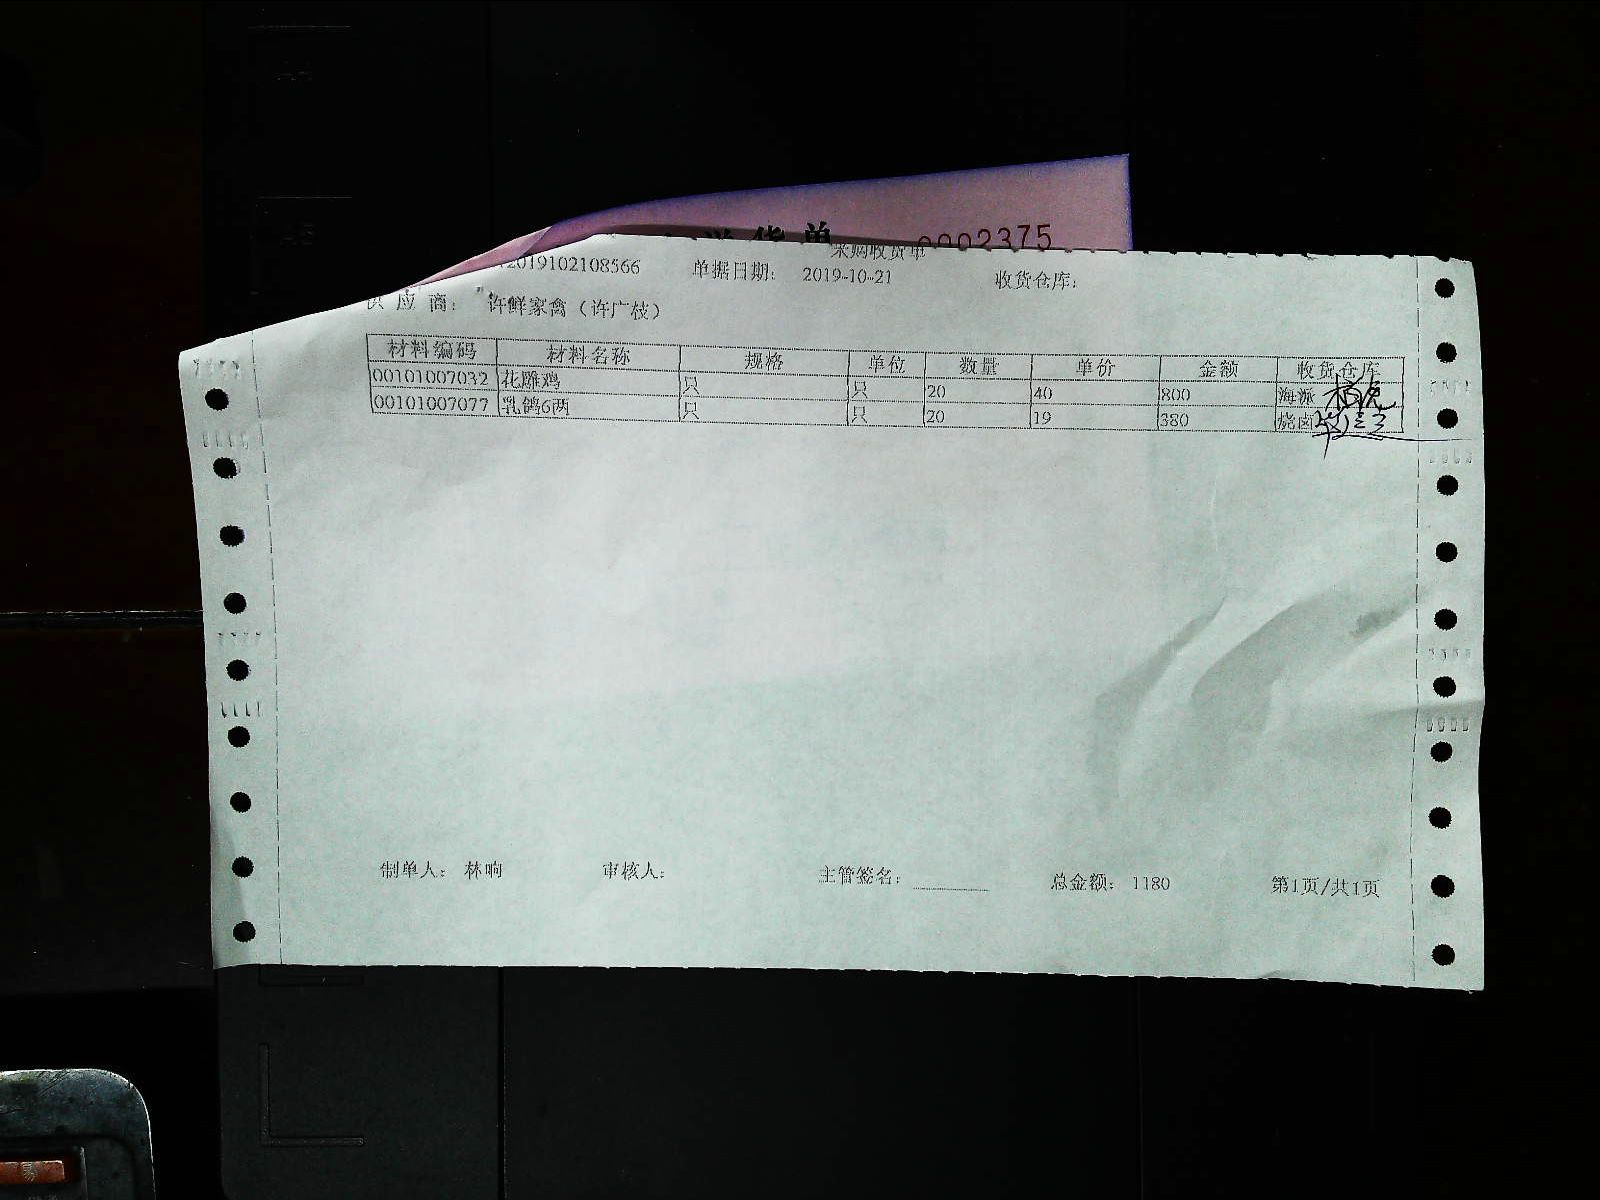 送货单 0002375
采购收货单
2019102108566 单据日期: 2019-10-21 收货仓库:
供应商: 许鲜家禽（许广枝）
材料编码 材料名称 规格 单位 数量 单价 金额 收货仓库
00101007032 花雕鸡 只 只 20 40 800 海派
00101007077 乳鸽6两 只 只 20 19 380 烧卤
制单人: 林响 审核人: 主管签名: 总金额: 1180 第1页/共1页